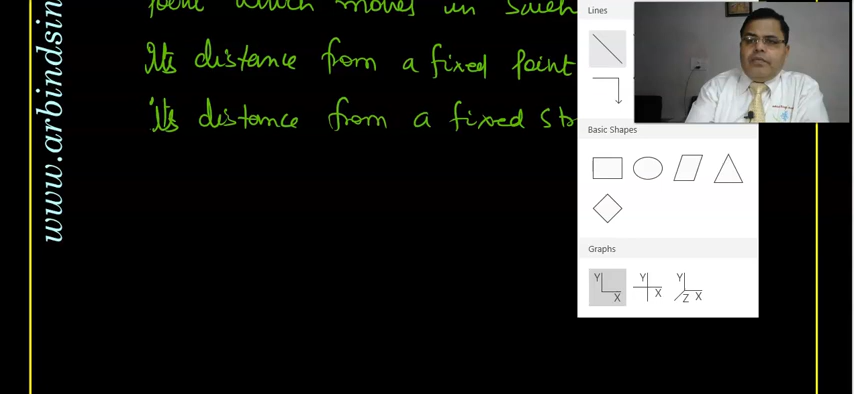 point which moves in such
Its distance from a fixed point
Its distance from a fixed st
www.arbindsin
Lines
Basic Shapes
Graphs
Y X
Y X
Y Z X